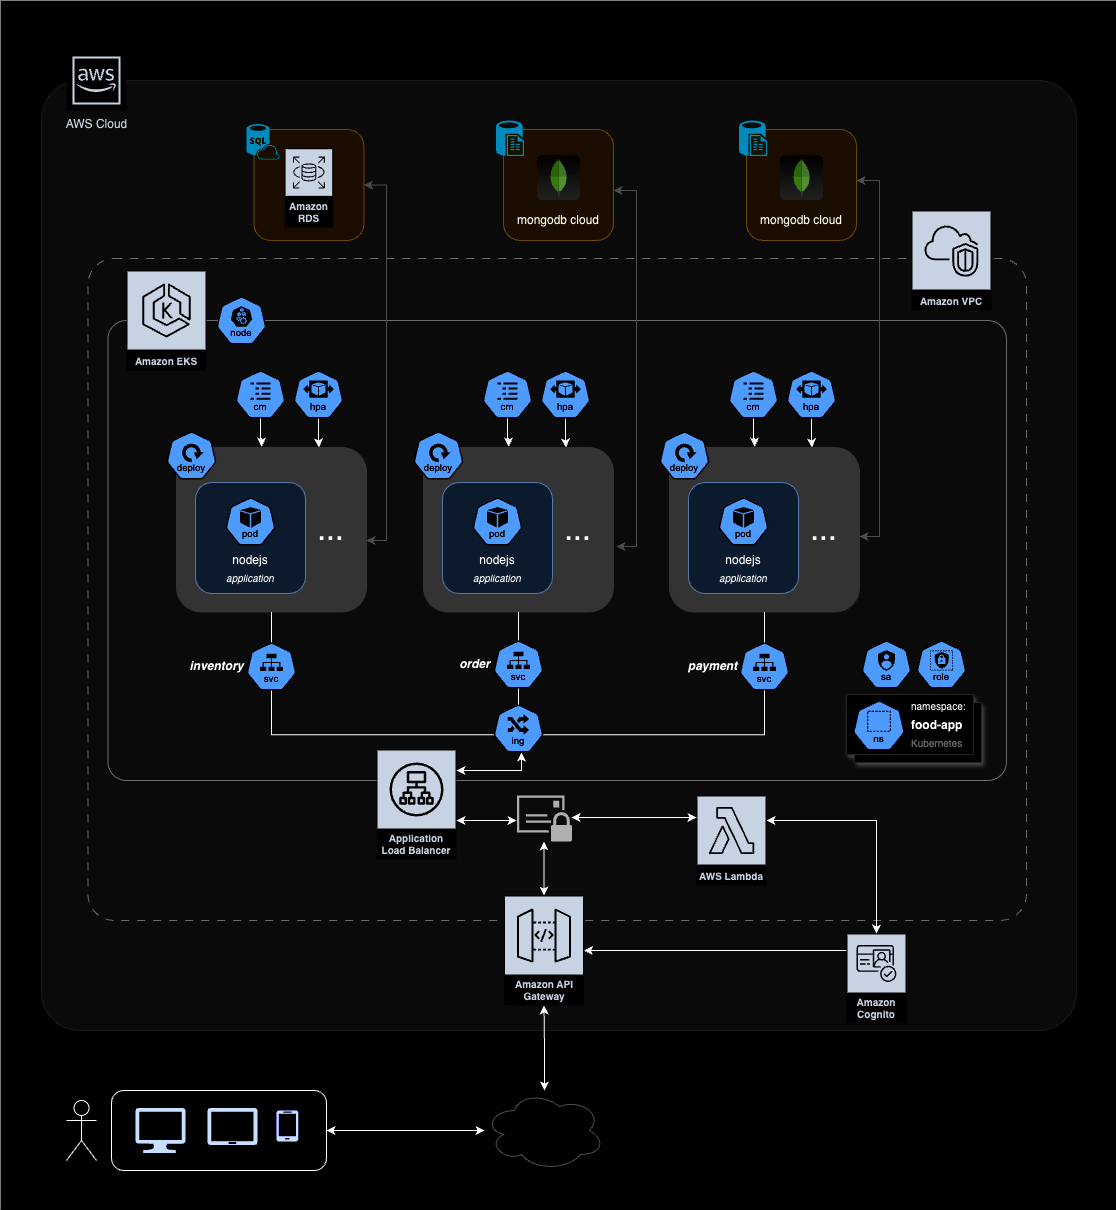 aws
AWS Cloud
SQL
Amazon
RDS
mongodb cloud
mongodb cloud
Amazon VPC
K
Amazon EKS
node
cm
hpa
cm
hpa
cm
hpa
deploy
deploy
deploy
pod
nodejs
application
...
pod
nodejs
application
...
pod
nodejs
application
...
inventory
svc
order
svc
payment
svc
sa
role
namespace:
food-app
Kubernetes
ns
ing
Application
Load Balancer
AWS Lambda
</>
Amazon API
Gateway
Amazon
Cognito